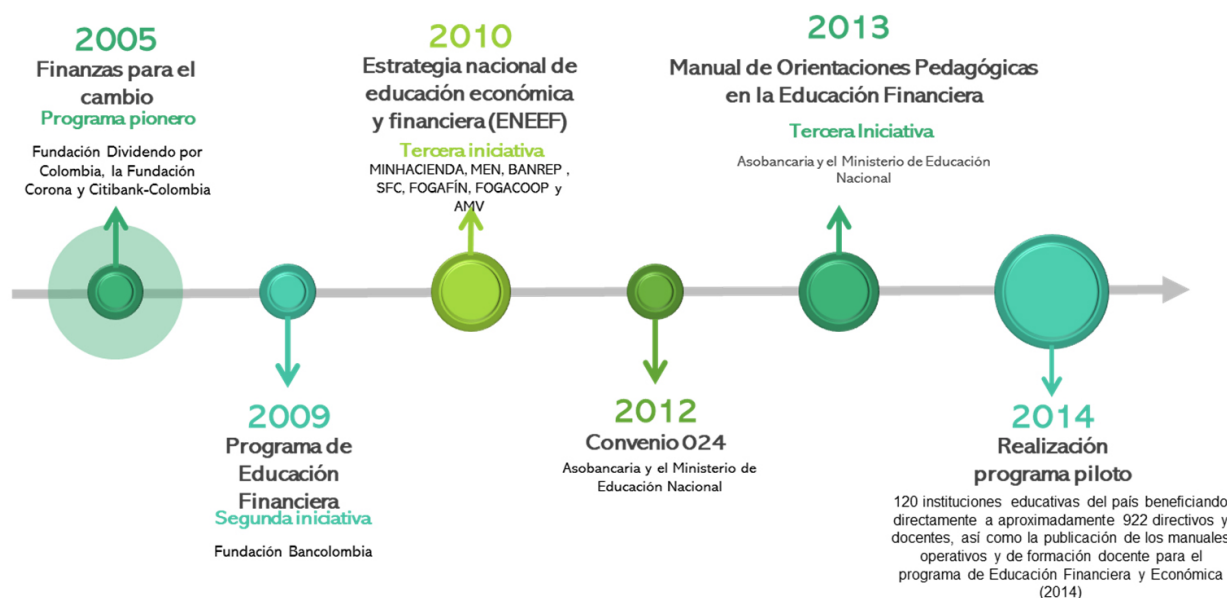 2005
Finanzas para el
cambio
Programa pionero
Fundación Dividendo por
Colombia, la Fundación
Corona y Citibank-Colombia
2009
Programa de
Educación
Financiera
Segunda iniciativa
Fundación Bancolombia
2010
Estrategia nacional de
educación económica
y financiera (ENEEF)
Tercera iniciativa
MINHACIENDA, MEN, BANREP ,
SFC, FOGAFÍN, FOGACOOP y
AMV
2012
Convenio 024
Asobancaria y el Ministerio de
Educación Nacional
2013
Manual de Orientaciones Pedagógicas
en la Educación Financiera
Tercera Iniciativa
Asobancaria y el Ministerio de Educación
Nacional
2014
Realización
programa piloto
120 instituciones educativas del país beneficiando
directamente a aproximadamente 922 directivos y
docentes, así como la publicación de los manuales
operativos y de formación docente para el
programa de Educación Financiera y Económica
(2014)